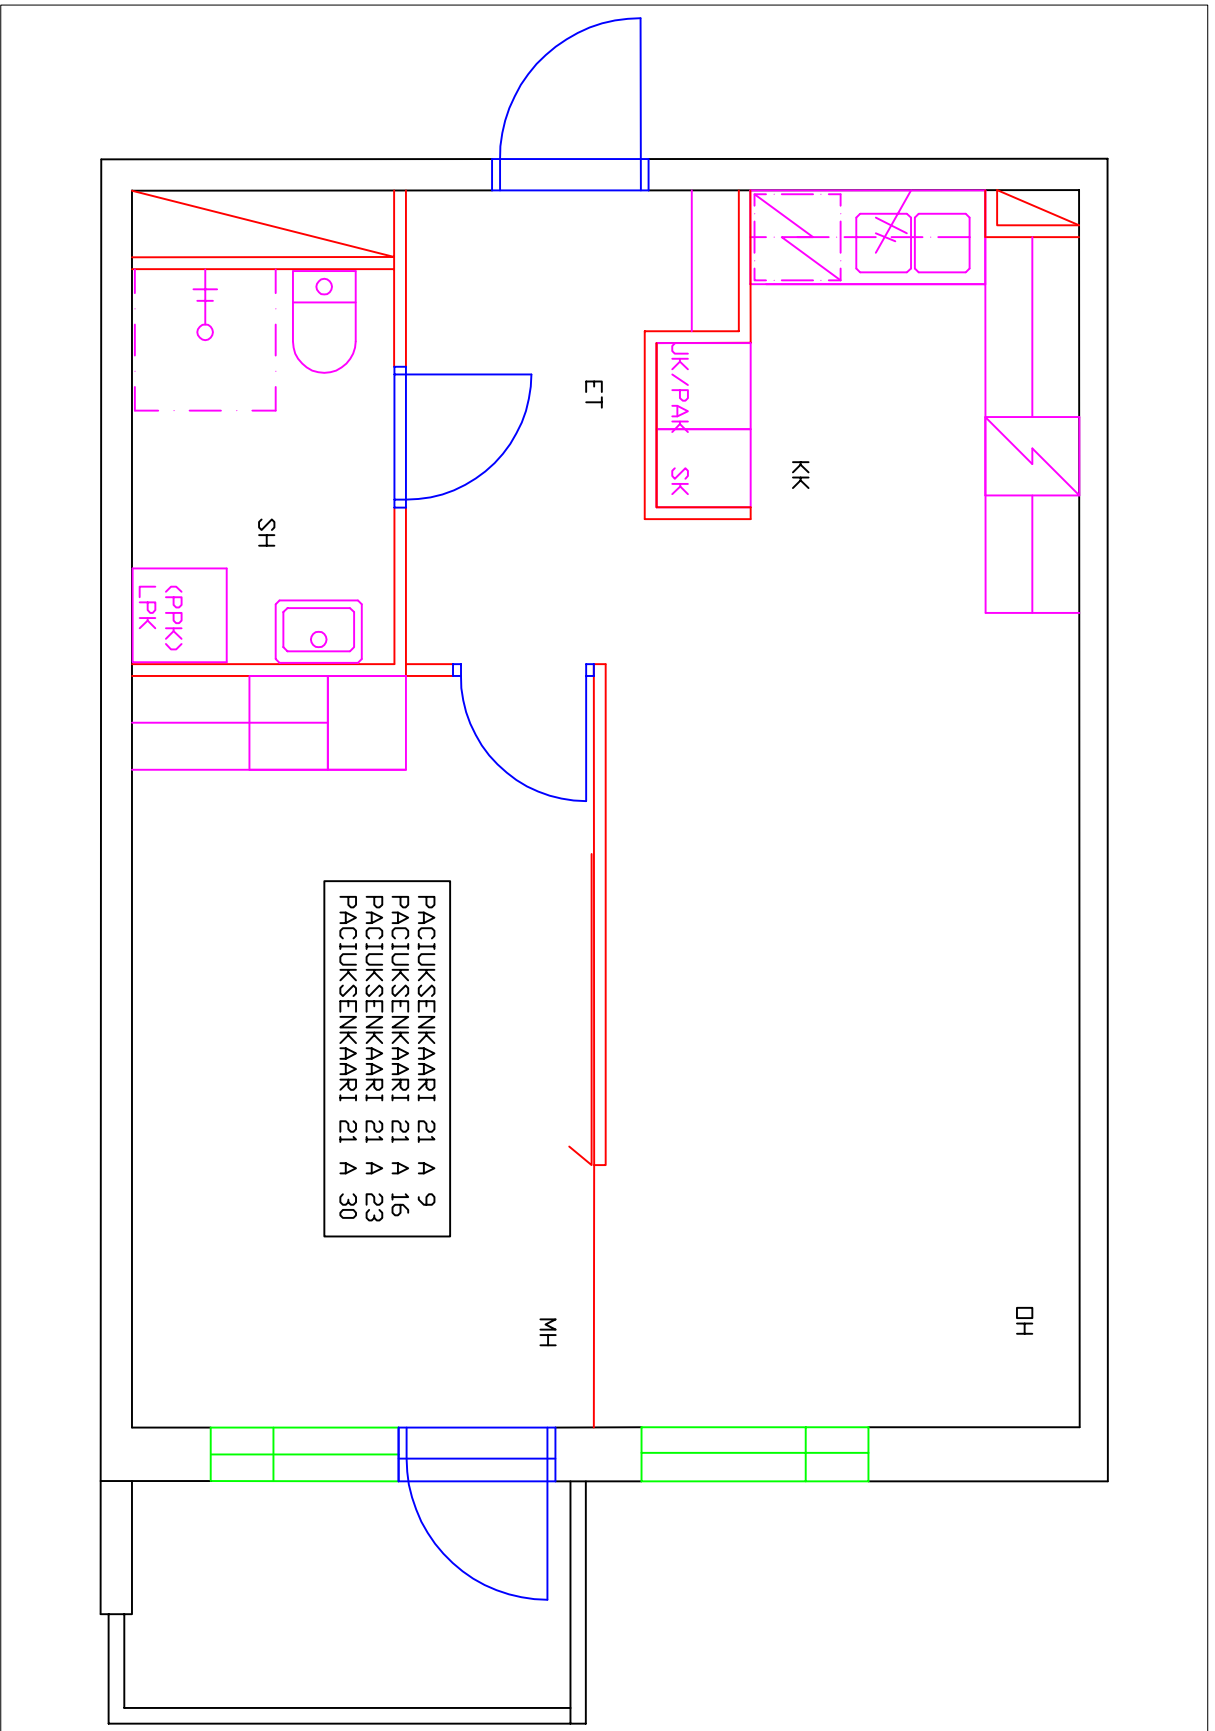 OH
KK
JK/PAK SK
ET
MH
PACIUKSENKAARI 21 A 9
PACIUKSENKAARI 21 A 16
PACIUKSENKAARI 21 A 23
PACIUKSENKAARI 21 A 30
SH
(PPK)
LPK